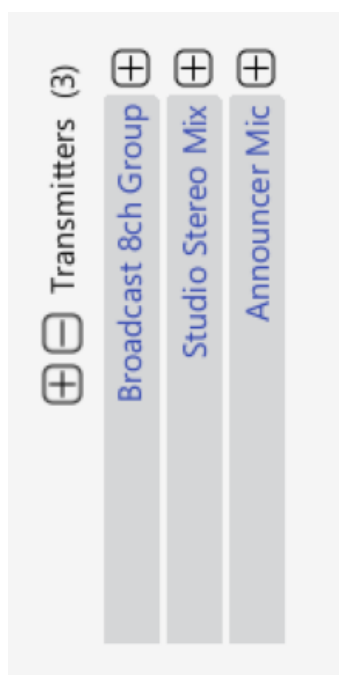 Transmitters (3)
Broadcast 8ch Group
Studio Stereo Mix
Announcer Mic